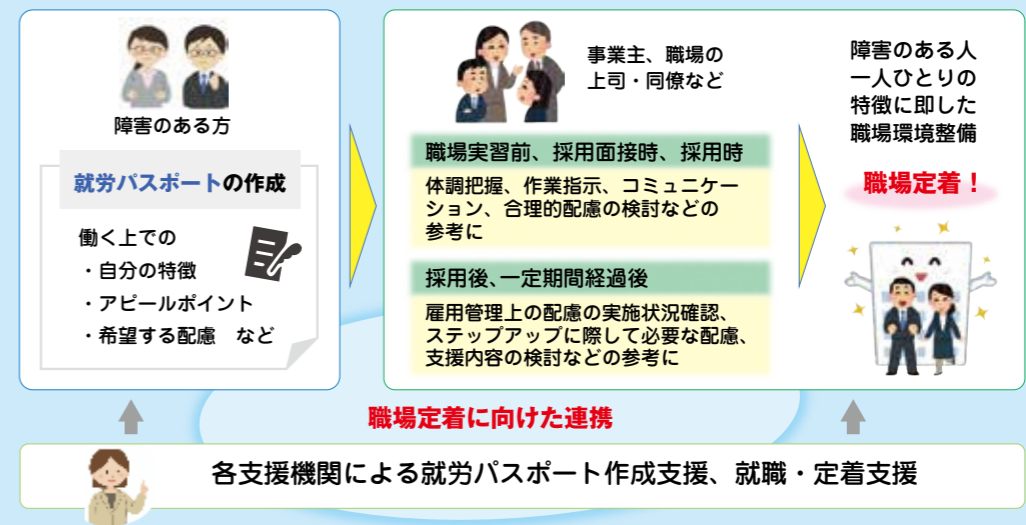 障害のある方
就労パスポートの作成
働く上での
・自分の特徴
・アピールポイント
・希望する配慮　など
事業主、職場の
上司・同僚など
職場実習前、採用面接時、採用時
体調把握、作業指示、コミュニケー
ション、合理的配慮の検討などの
参考に
採用後、一定期間経過後
雇用管理上の配慮の実施状況確認、
ステップアップに際して必要な配慮、
支援内容の検討などの参考に
障害のある人
一人ひとりの
特徴に即した
職場環境整備
職場定着！
職場定着に向けた連携
各支援機関による就労パスポート作成支援、就職・定着支援